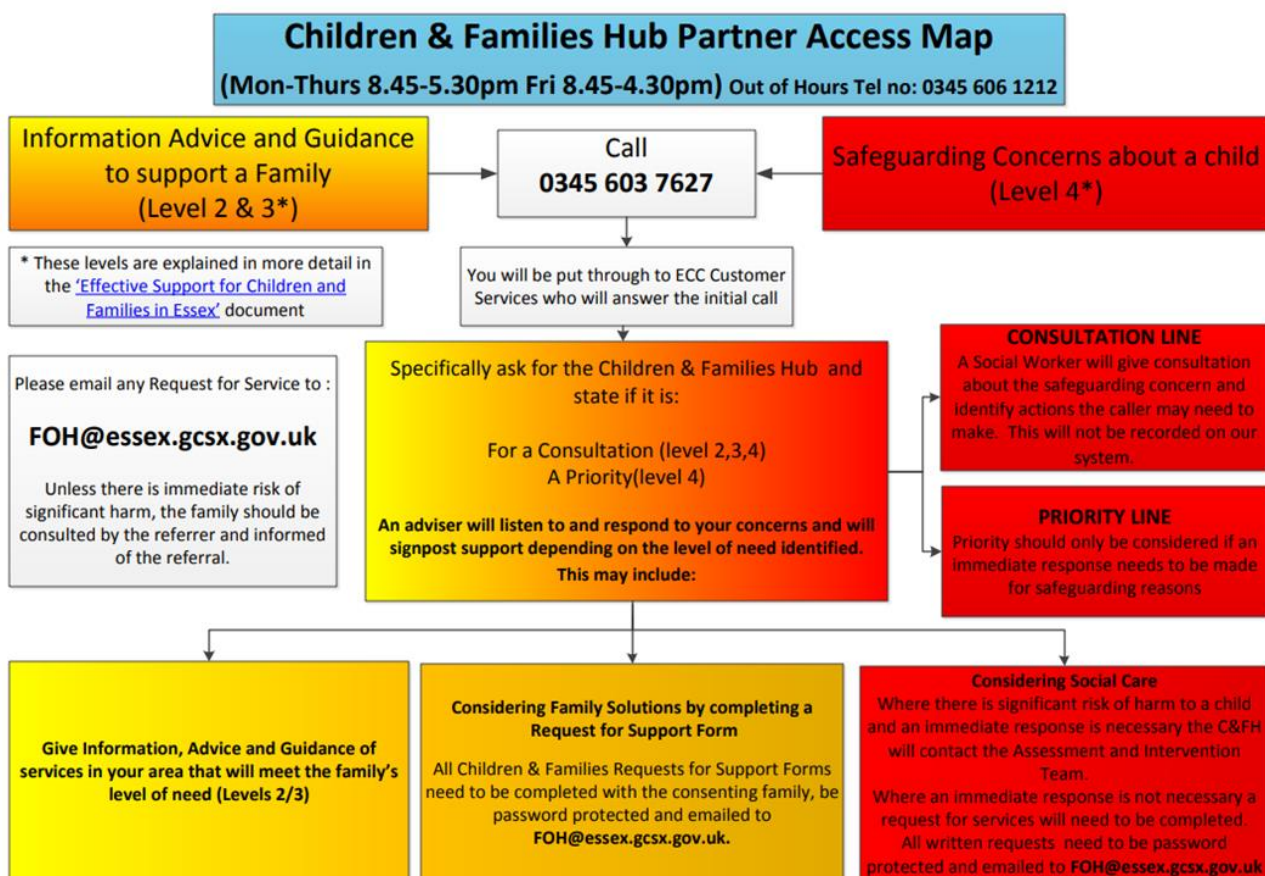 Children & Families Hub Partner Access Map
(Mon-Thurs 8.45-5.30pm Fri 8.45-4.30pm) Out of Hours Tel no: 0345 606 1212
Information Advice and Guidance
to support a Family
(Level 2 & 3*)
Call
0345 603 7627
Safeguarding Concerns about a child
(Level 4*)
* These levels are explained in more detail in
the ‘Effective Support for Children and
Families in Essex’ document
You will be put through to ECC Customer
Services who will answer the initial call
Please email any Request for Service to :
FOH@essex.gcsx.gov.uk
Unless there is immediate risk of
significant harm, the family should be
consulted by the referrer and informed
of the referral.
Specifically ask for the Children & Families Hub and
state if it is:
For a Consultation (level 2,3,4)
A Priority(level 4)
An adviser will listen to and respond to your concerns and will
signpost support depending on the level of need identified.
This may include:
CONSULTATION LINE
A Social Worker will give consultation
about the safeguarding concern and
identify actions the caller may need to
make. This will not be recorded on our
system.
PRIORITY LINE
Priority should only be considered if an
immediate response needs to be made
for safeguarding reasons
Give Information, Advice and Guidance of
services in your area that will meet the family’s
level of need (Levels 2/3)
Considering Family Solutions by completing a
Request for Support Form
All Children & Families Requests for Support Forms
need to be completed with the consenting family, be
password protected and emailed to
FOH@essex.gcsx.gov.uk.
Considering Social Care
Where there is significant risk of harm to a child
and an immediate response is necessary the C&FH
will contact the Assessment and Intervention
Team.
Where an immediate response is not necessary a
request for services will need to be completed.
All written requests need to be password
protected and emailed to FOH@essex.gcsx.gov.uk